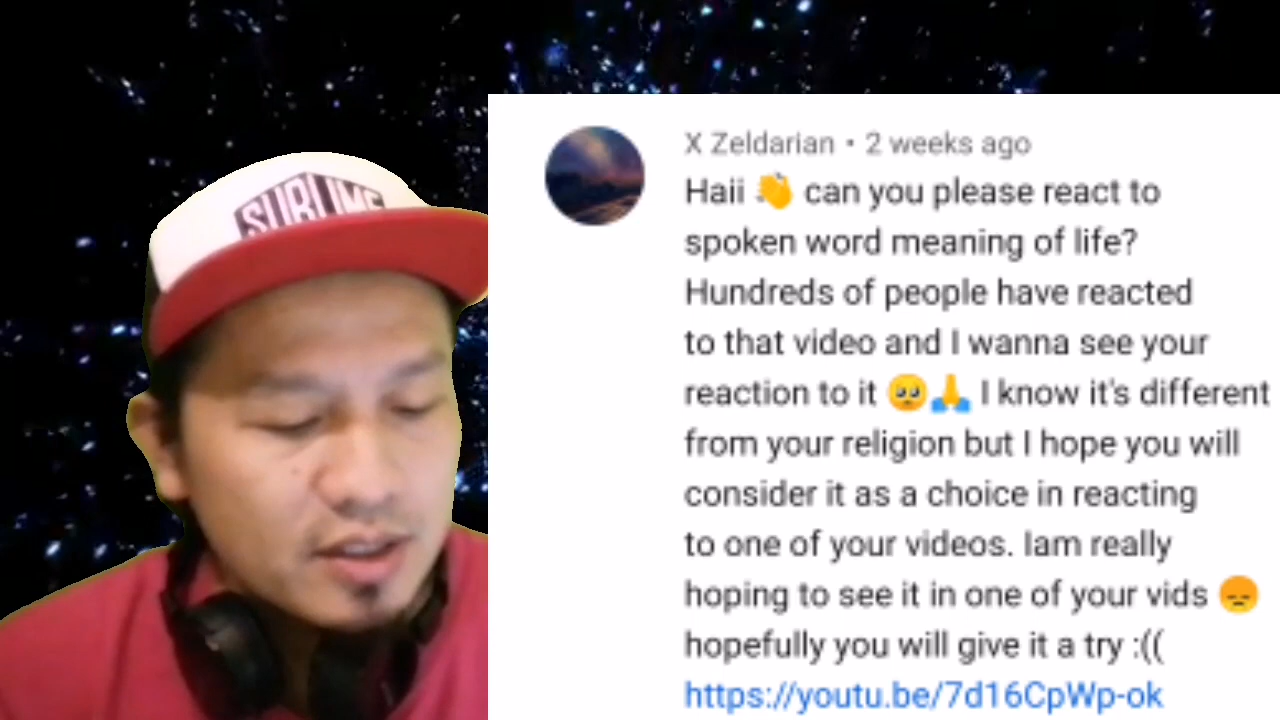 SUBLIME
X Zeldarian • 2 weeks ago
Haii 👋 can you please react to
spoken word meaning of life?
Hundreds of people have reacted
to that video and I wanna see your
reaction to it 🥺🙏 I know it's different
from your religion but I hope you will
consider it as a choice in reacting
to one of your videos. Iam really
hoping to see it in one of your vids 😞
hopefully you will give it a try :((
https://youtu.be/7d16CpWp-ok